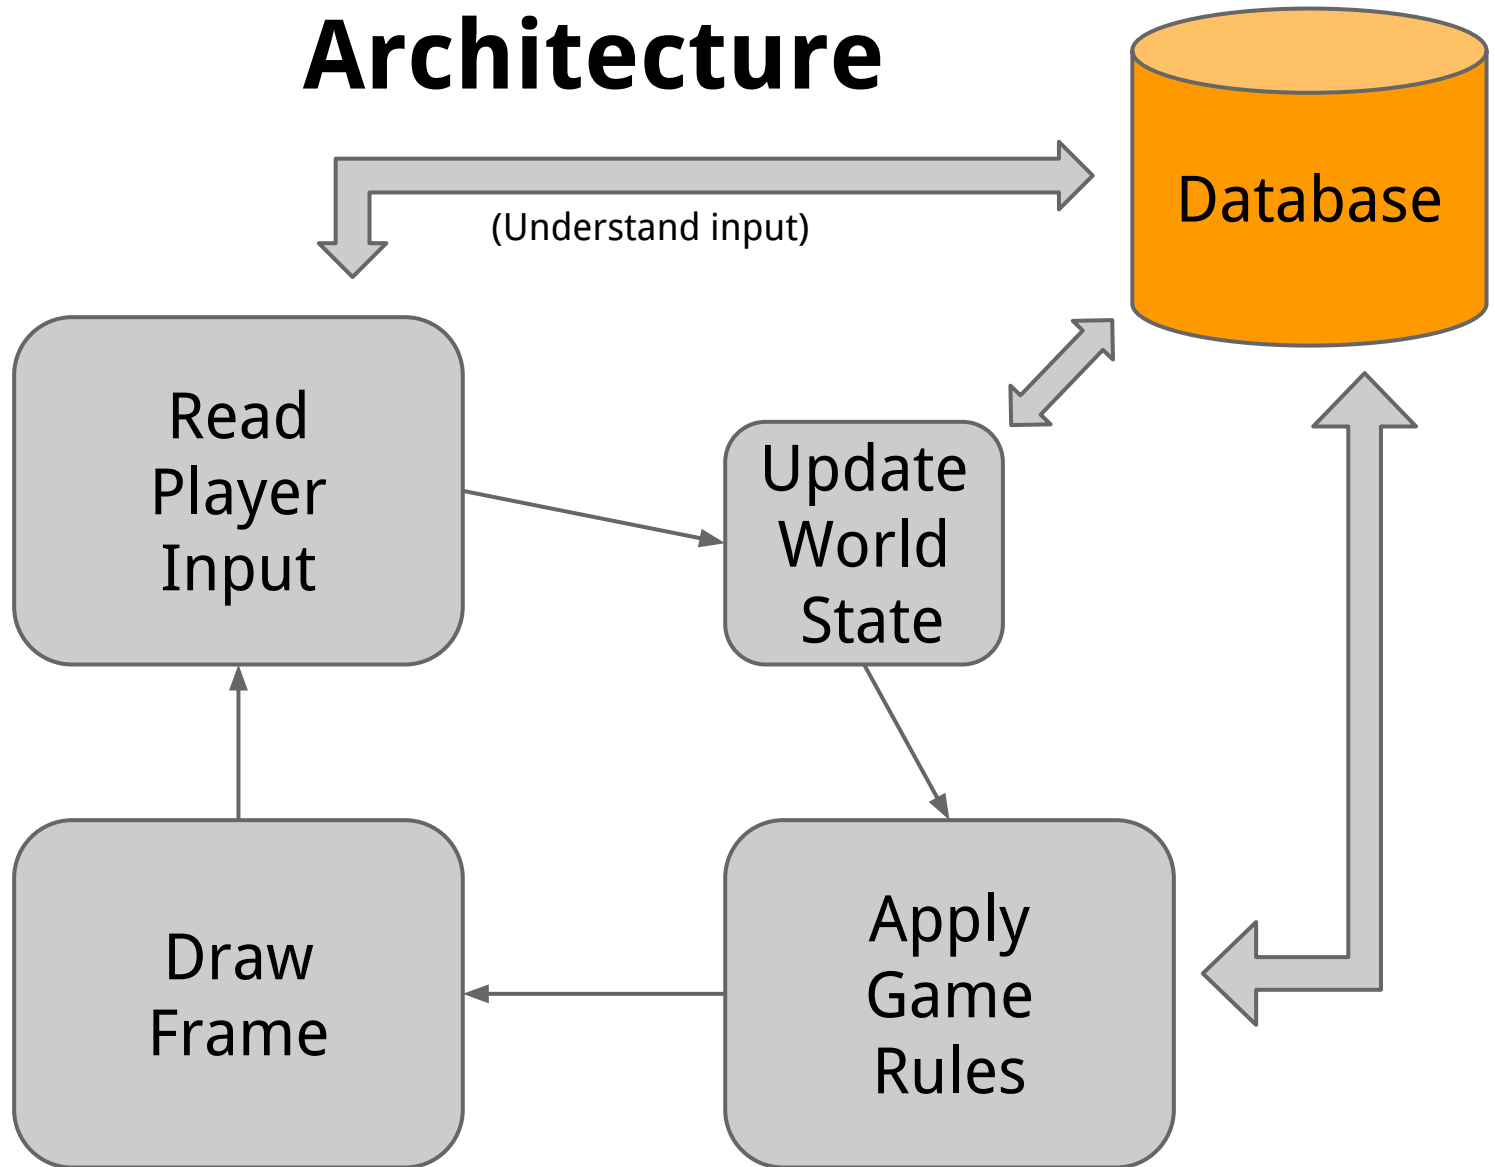 Architecture
Database
(Understand input)
Read
Player
Input
Update
World
State
Draw
Frame
Apply
Game
Rules